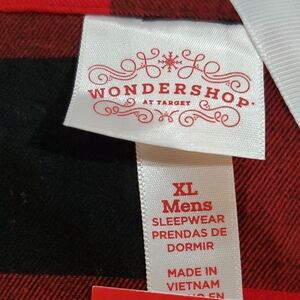 WONDERSHOP
AT TARGET
XL
Mens
SLEEPWEAR
PRENDAS DE
DORMIR
MADE IN
VIETNAM